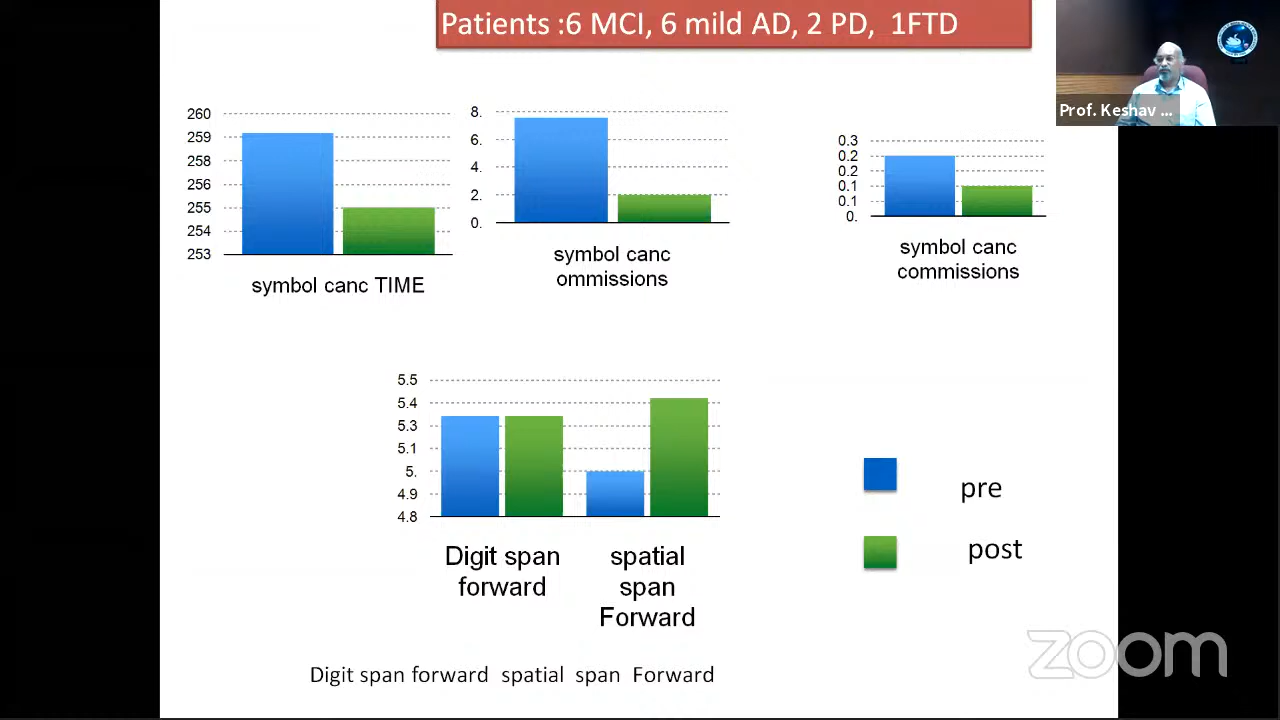 Patients :6 MCI, 6 mild AD, 2 PD, 1FTD
Prof. Keshav ...
260
259
258
256
255
254
253
symbol canc TIME
8.
6.
4.
2.
0.
symbol canc
ommissions
0.3
0.2
0.2
0.1
0.1
0.
symbol canc
commissions
5.5
5.4
5.3
5.1
5.
4.9
4.8
Digit span
forward
spatial
span
Forward
pre
post
Digit span forward spatial span Forward
zoom